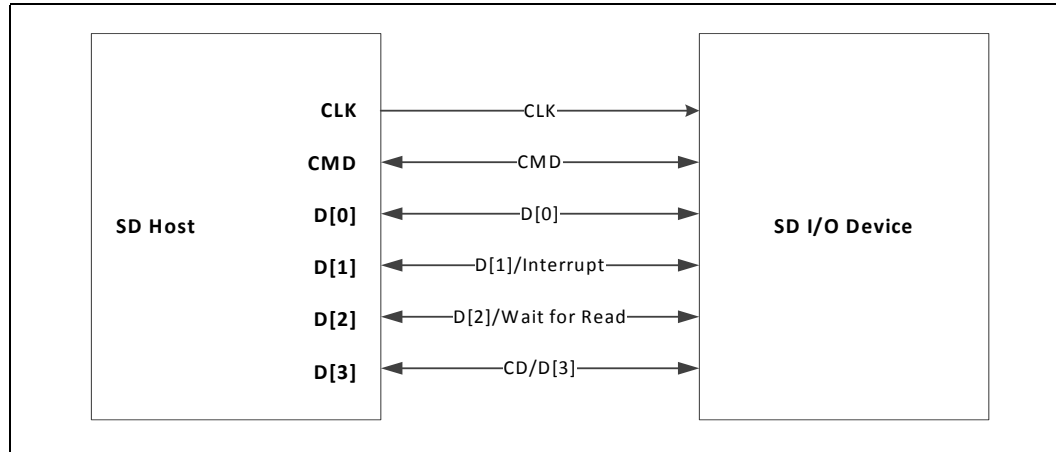 CLK CLK
CMD CMD
D[0] D[0]
SD Host SD I/O Device
D[1] D[1]/Interrupt
D[2] D[2]/Wait for Read
D[3] CD/D[3]